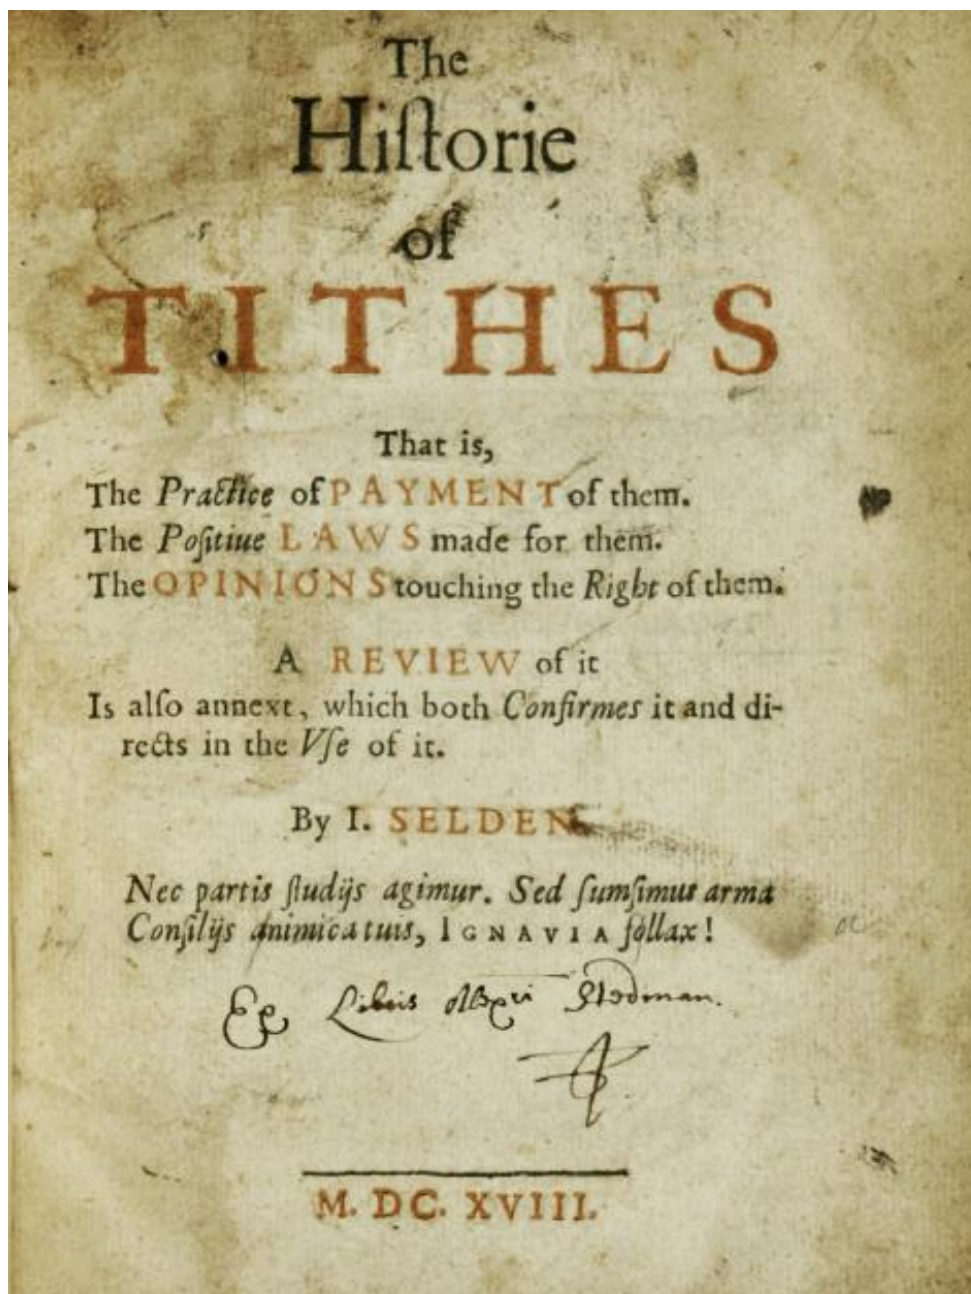 The
Hiſtorie
of
TITHES
That is,
The Practice of PAYMENT of them.
The Poſitiue LAWS made for them.
The OPINIONS touching the Right of them.
A REVIEW of it
Is alſo annext, which both Confirmes it and di-
rects in the Vſe of it.
By I. SELDEN
Nec partis ſtudijs agimur. Sed ſumſimus arma
Conſilijs inimica tuis, IGNAVIA fallax!
Ex Libris Stedman.
M. DC. XVIII.